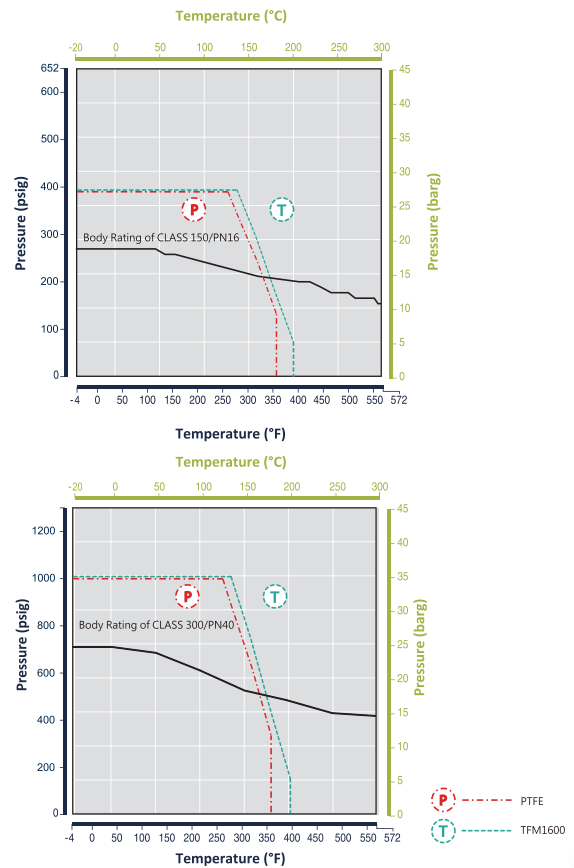 Temperature (°C)
-20 0 50 100 150 200 250 300
652
600
500
400
300
200
100
0
Pressure (psig)
45
40
35
30
25
20
15
10
5
0
Pressure (barg)
P
T
Body Rating of CLASS 150/PN16
-4 0 50 100 150 200 250 300 350 400 450 500 550 572
Temperature (°F)
Temperature (°C)
-20 0 50 100 150 200 250 300
1200
1000
800
600
400
200
0
Pressure (psig)
45
40
35
30
25
20
15
10
5
0
Pressure (barg)
P
T
Body Rating of CLASS 300/PN40
-4 0 50 100 150 200 250 300 350 400 450 500 550 572
Temperature (°F)
P PTFE
T TFM1600